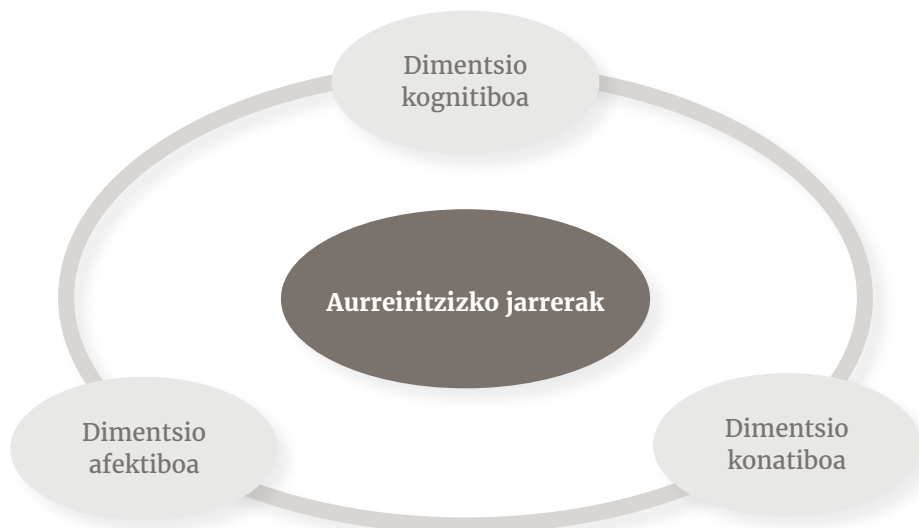 Dimentsio
kognitiboa
Aurreiritzizko jarrerak
Dimentsio
afektiboa
Dimentsio
konatiboa